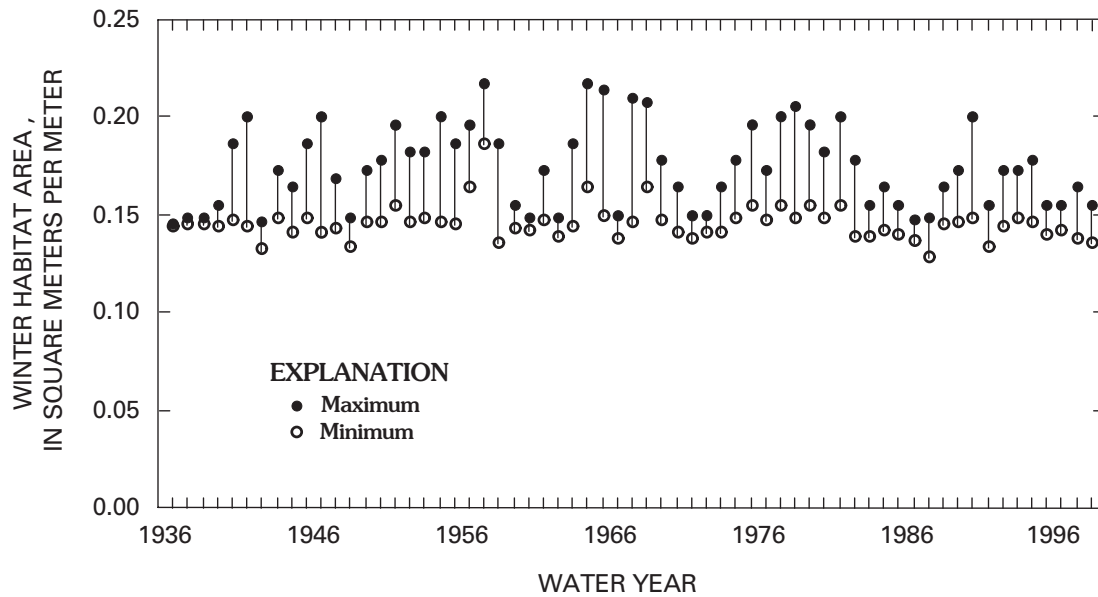 WINTER HABITAT AREA ,
IN SQUARE METERS PER METER
0.25
0.20
0.15
0.10
0.05
0.00
EXPLANATION
Maximum
Minimum
1936 1946 1956 1966 1976 1986 1996
WATER YEAR